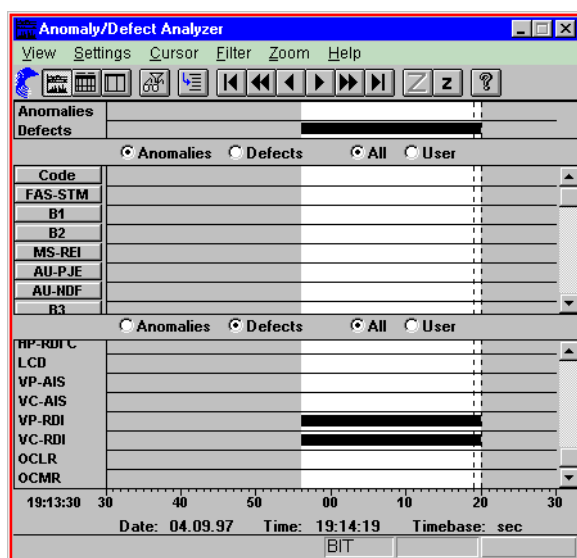 Anomaly/Defect Analyzer
View Settings Cursor Filter Zoom Help
Z z ?
Anomalies
Defects
Anomalies Defects All User
Code
FAS-STM
B1
B2
MS-REI
AU-PJE
AU-NDF
B3
Anomalies Defects All User
HP-RDI C
LCD
VP-AIS
VC-AIS
VP-RDI
VC-RDI
OCLR
OCMR
19:13:30 30 40 50 00 10 20 30
Date: 04.09.97 Time: 19:14:19 Timebase: sec
BIT